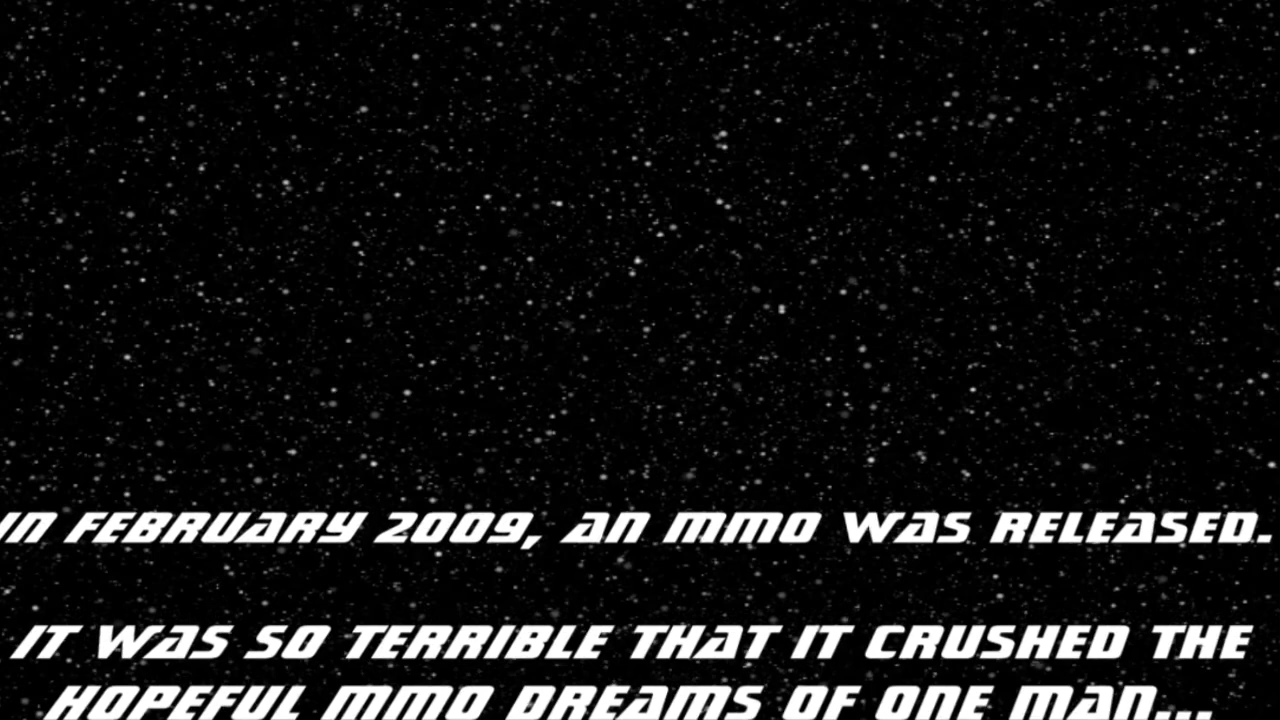 IN FEBRUARY 2009, AN MMO WAS RELEASED.
IT WAS SO TERRIBLE THAT IT CRUSHED THE
HOPEFUL MMO DREAMS OF ONE MAN...